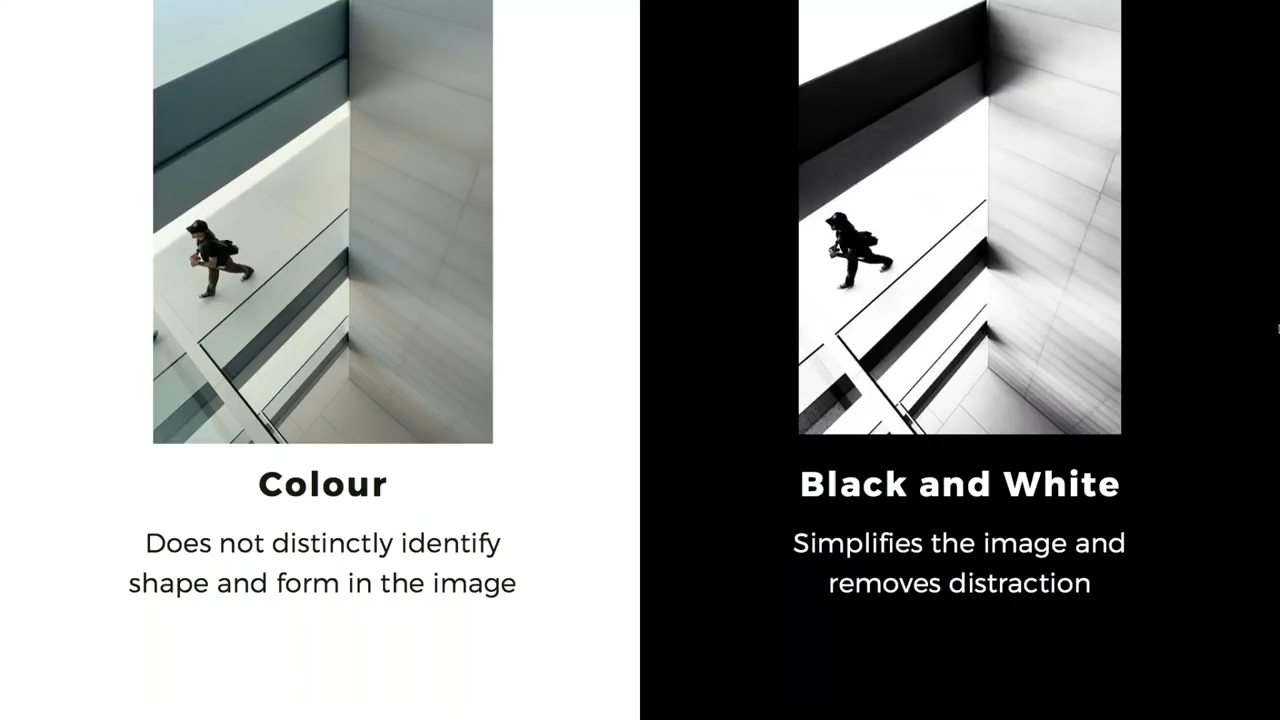 Colour
Does not distinctly identify
shape and form in the image
Black and White
Simplifies the image and
removes distraction